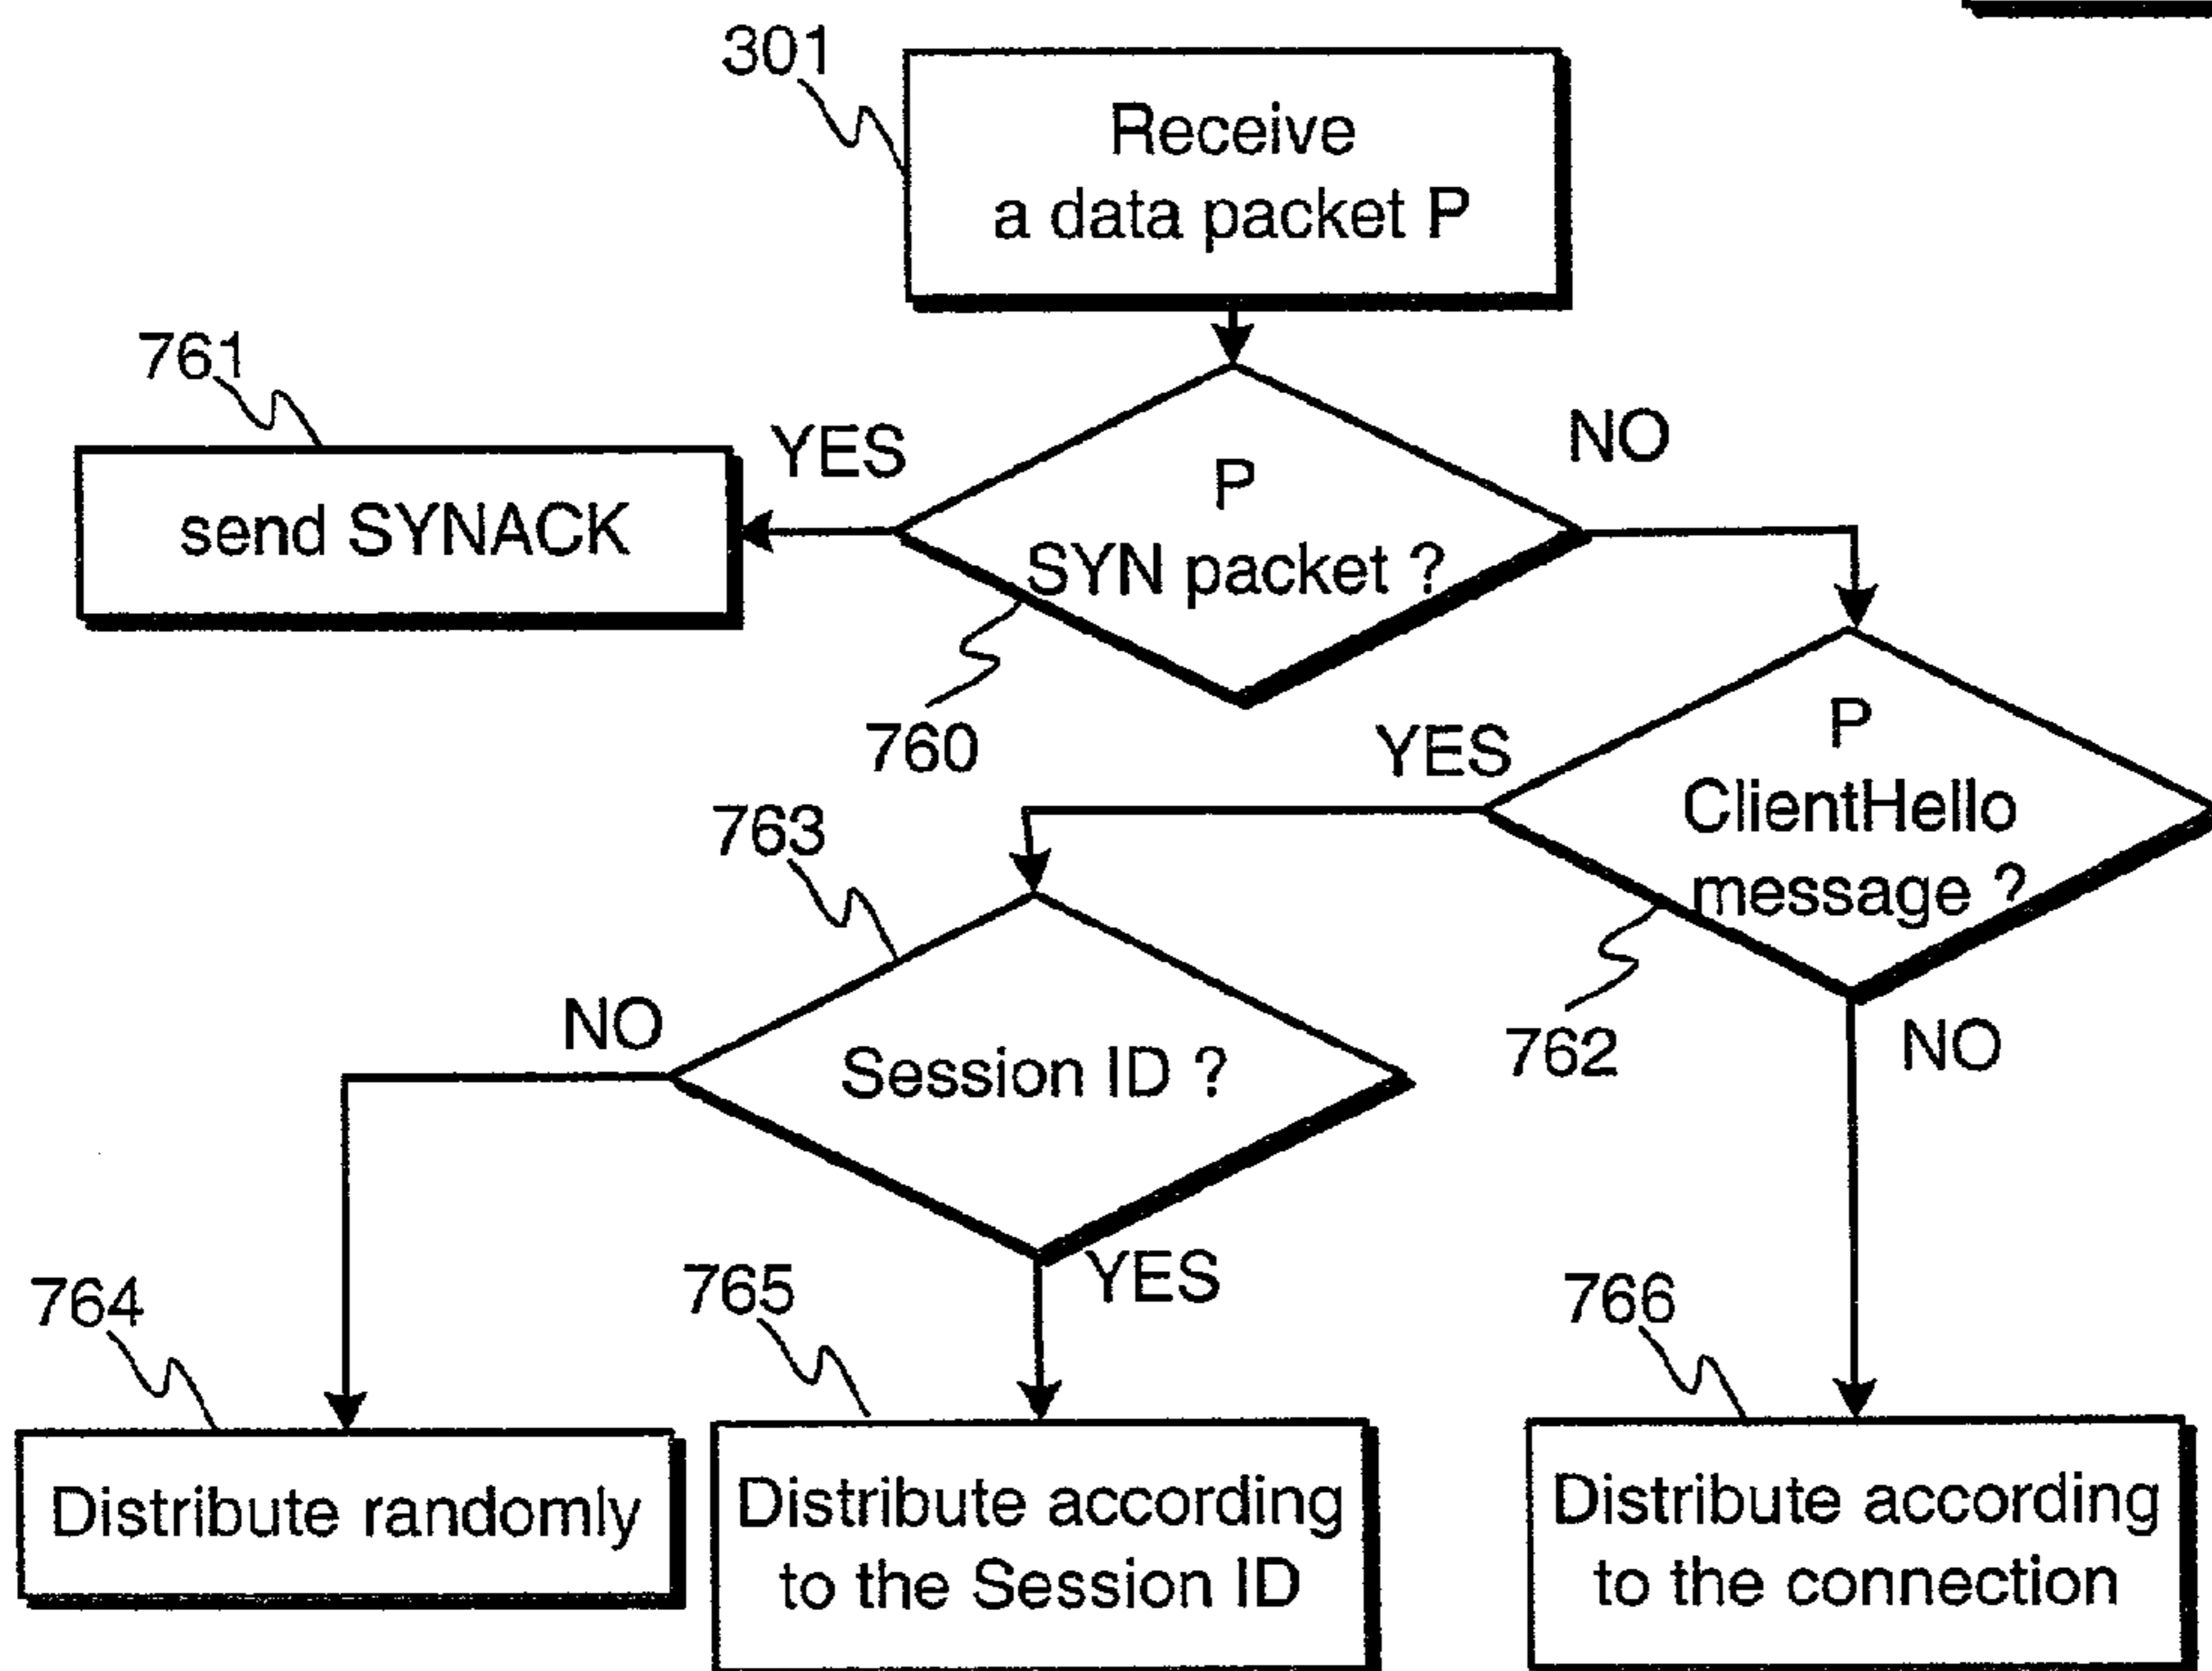 301
Receive
a data packet P
761
send SYNACK
YES
P
SYN packet ?
NO
760
YES
P
ClientHello
message ?
763
762
NO
Session ID ?
NO
YES
764
765
766
Distribute randomly
Distribute according
to the Session ID
Distribute according
to the connection